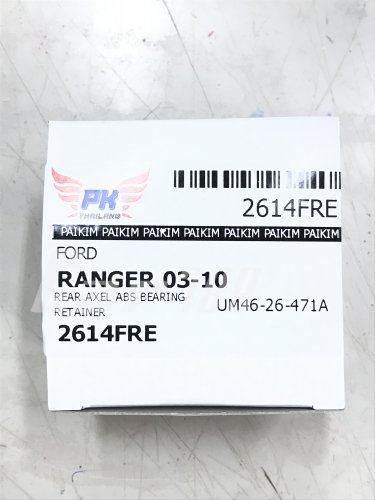 PK
THAILAND
2614FRE
PAIKIM PAIKIM PAIKIM PAIKIM PAIKIM PAIKIM PAIKIM
FORD
RANGER 03-10
REAR AXEL ABS BEARING
RETAINER
UM46-26-471A
2614FRE